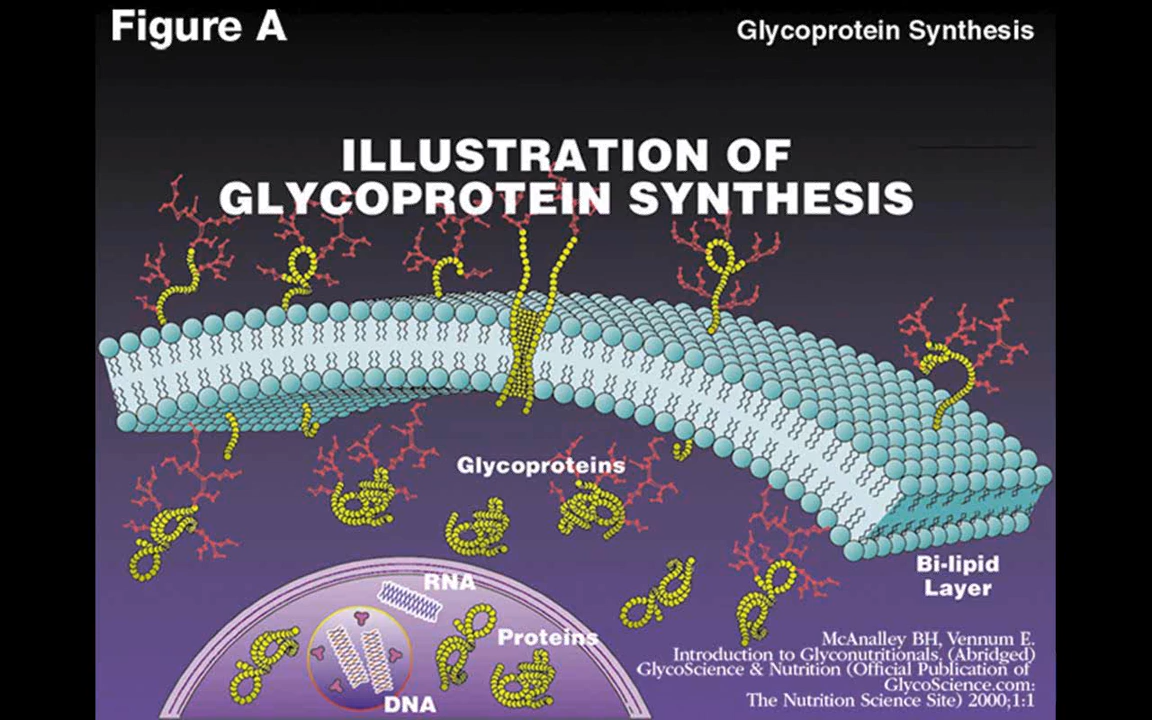 Figure A
Glycoprotein Synthesis
ILLUSTRATION OF
GLYCOPROTEIN SYNTHESIS
Glycoproteins
Bi-lipid
Layer
RNA
Proteins
DNA
McAnalley BH, Vennum E.
Introduction to Glyconutritionals. (Abridged)
GlycoScience & Nutrition (Official Publication of
GlycoScience.com:
The Nutrition Science Site) 2000;1:1